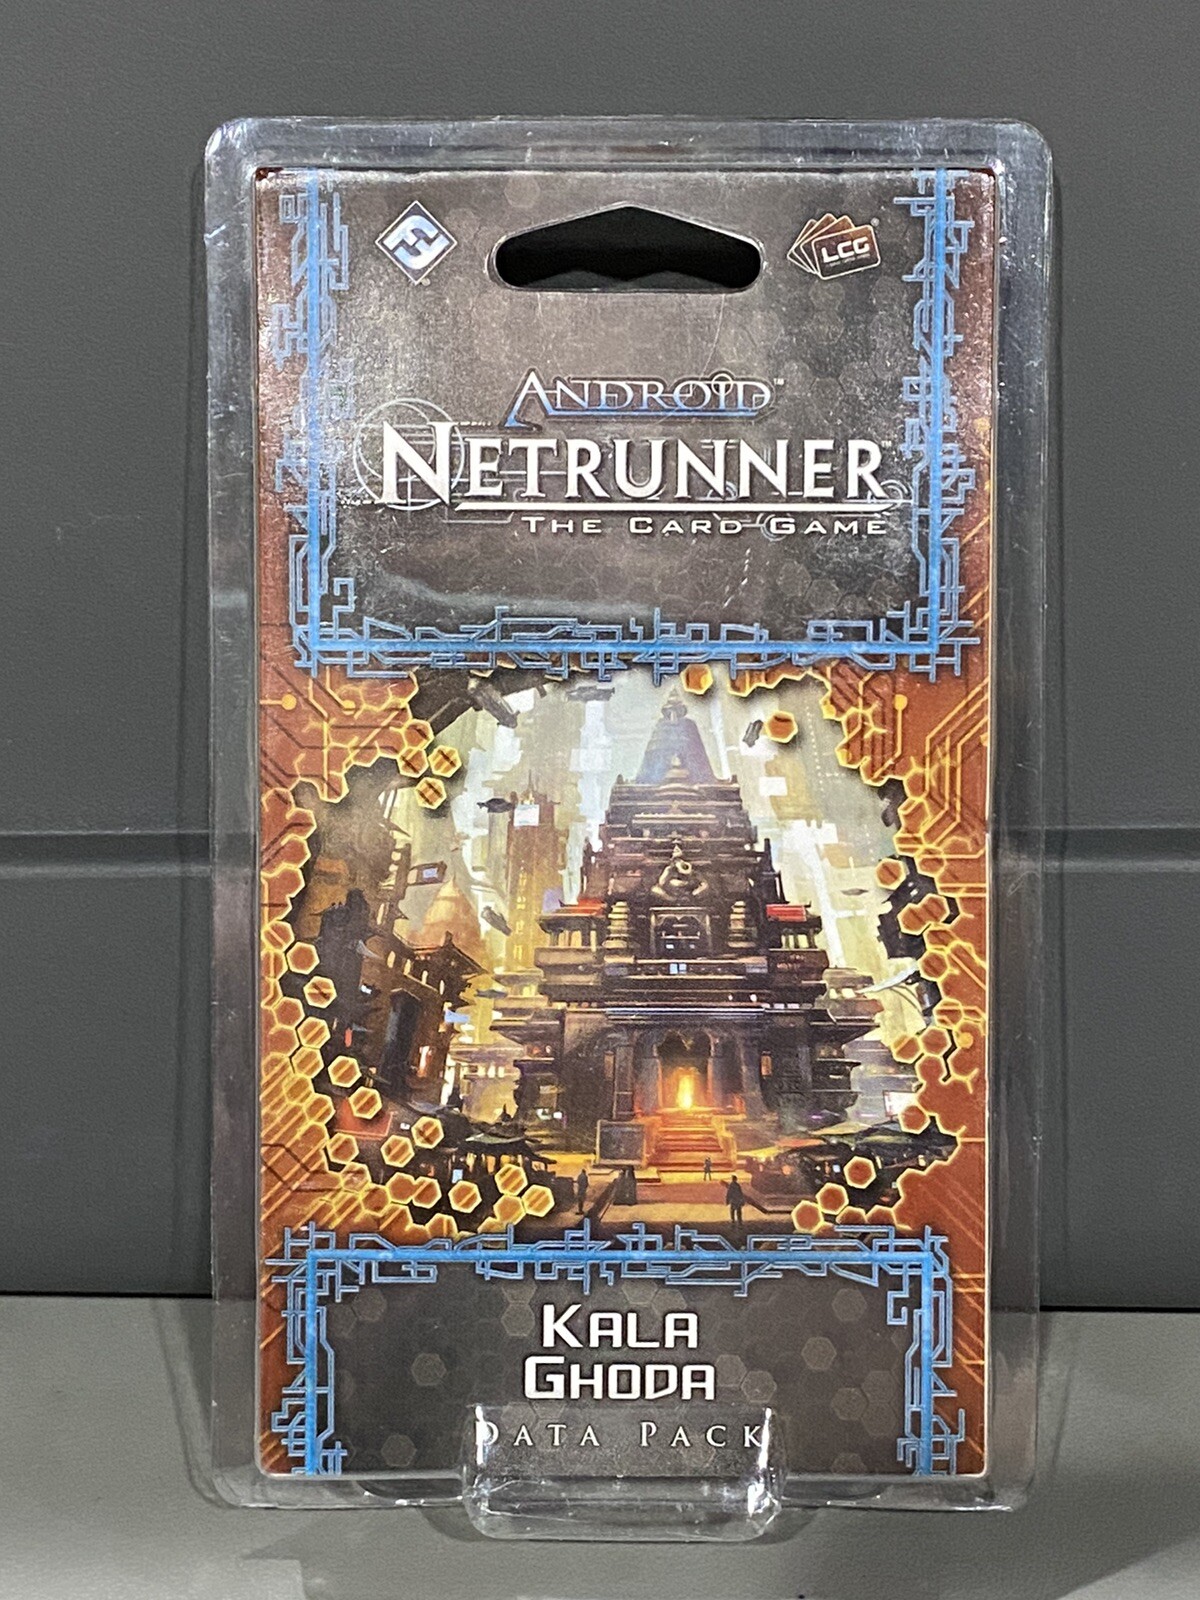 LCG
ANDROID
NETRUNNER
THE CARD GAME
KALA
GHODA
DATA PACK